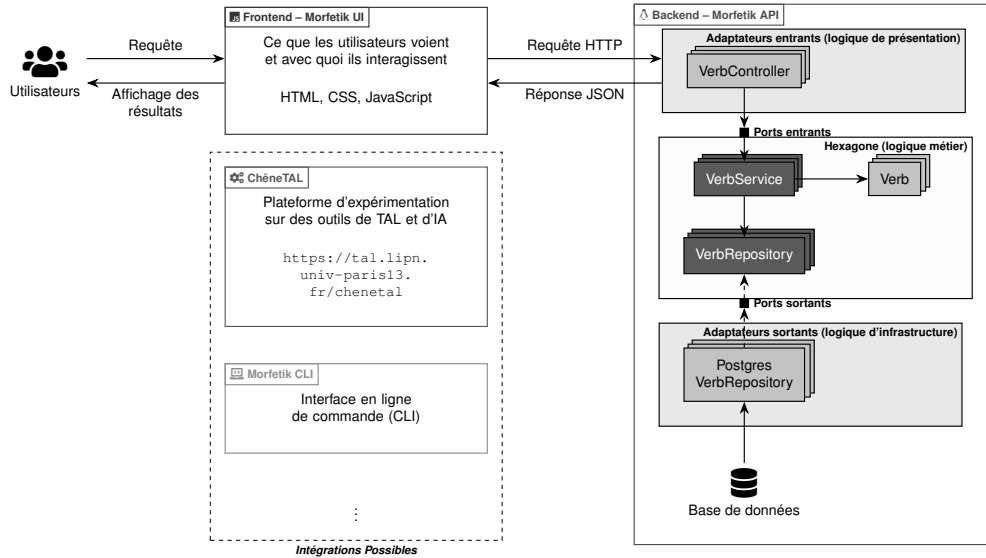 Utilisateurs
Requête
Affichage des
résultats
Frontend – Morfetik UI
Ce que les utilisateurs voient
et avec quoi ils interagissent
HTML, CSS, JavaScript
Requête HTTP
Réponse JSON
ChêneTAL
Plateforme d'expérimentation
sur des outils de TAL et d'IA
https://tal.lipn.
univ-paris13.
fr/chenetal
Morfetik CLI
Interface en ligne
de commande (CLI)
⋮
Intégrations Possibles
Backend – Morfetik API
Adaptateurs entrants (logique de présentation)
VerbController
Ports entrants
Hexagone (logique métier)
VerbService
Verb
VerbRepository
Ports sortants
Adaptateurs sortants (logique d'infrastructure)
Postgres
VerbRepository
Base de données